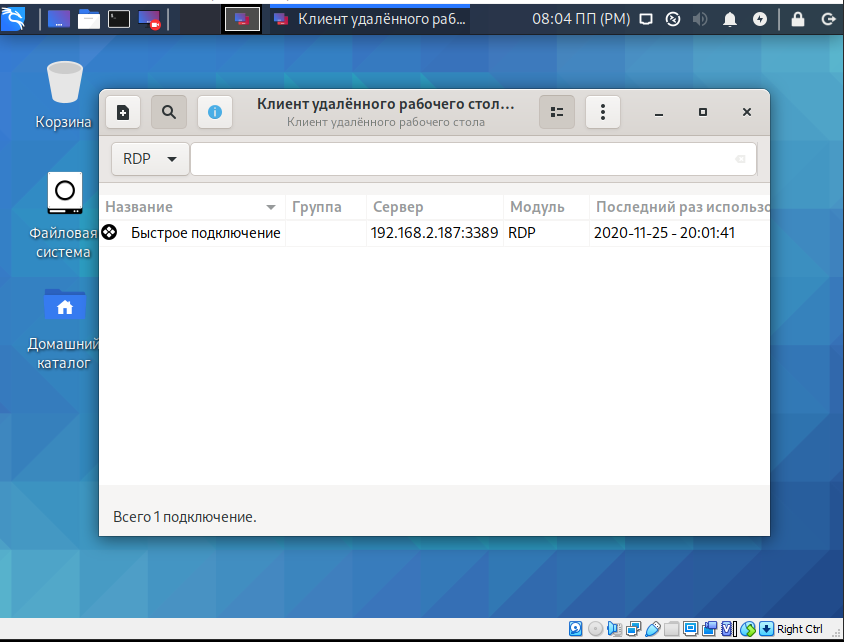 Клиент удалённого раб...
08:04 ПП (PM)
Корзина
Файловая
система
Домашний
каталог
Клиент удалённого рабочего стол...
Клиент удалённого рабочего стола
RDP
Название Группа Сервер Модуль Последний раз использо
Быстрое подключение 192.168.2.187:3389 RDP 2020-11-25 - 20:01:41
Всего 1 подключение.
Right Ctrl